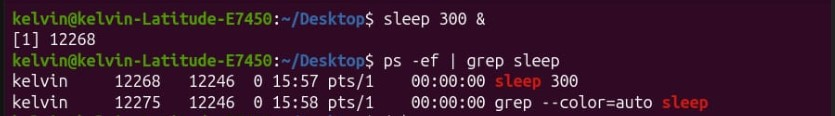 kelvin@kelvin-Latitude-E7450:~/Desktop$ sleep 300 &
[1] 12268
kelvin@kelvin-Latitude-E7450:~/Desktop$ ps -ef | grep sleep
kelvin     12268   12246  0 15:57 pts/1    00:00:00 sleep 300
kelvin     12275   12246  0 15:58 pts/1    00:00:00 grep --color=auto sleep